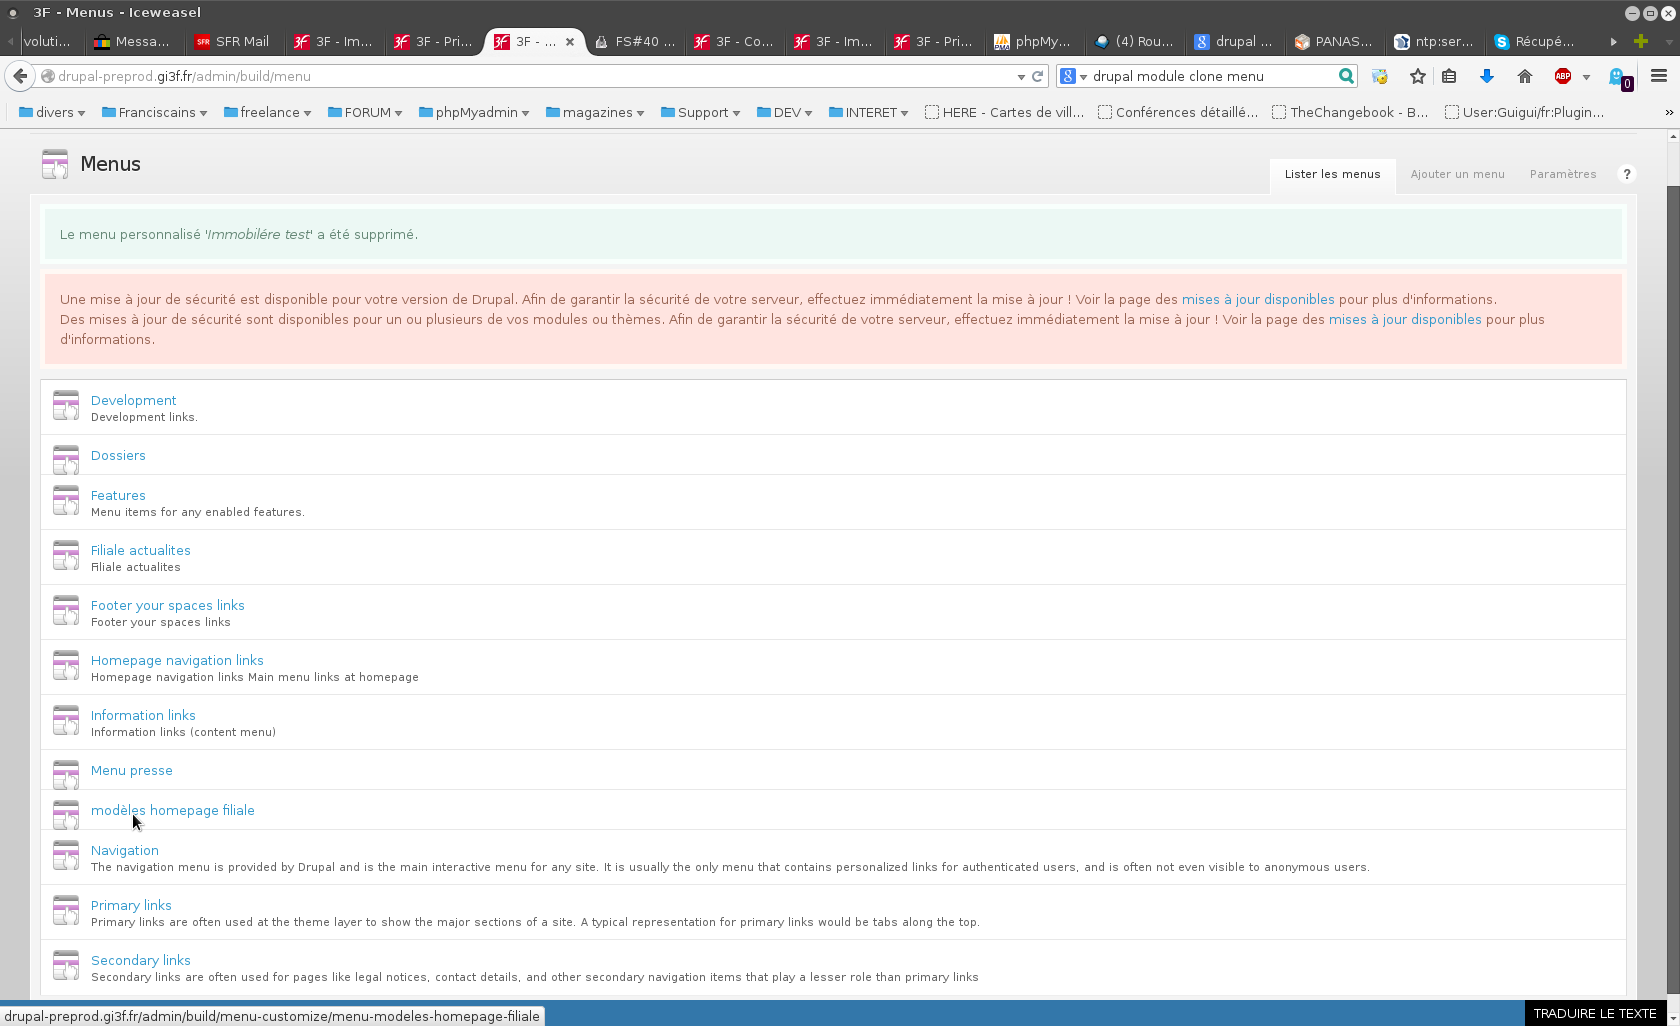 3F - Menus - Iceweasel
voluti...
Messa...
SFR SFR Mail
3F - Im...
3F - Pri...
3F - ...
FS#40 ...
3F - Co...
3F - Im...
3F - Pri...
phpMy...
(4) Rou...
drupal ...
PANAS...
ntp:ser...
Récupé...
drupal-preprod.gi3f.fr/admin/build/menu
drupal module clone menu
ABP
0
divers
Franciscains
freelance
FORUM
phpMyadmin
magazines
Support
DEV
INTERET
HERE - Cartes de vill...
Conférences détaillé...
TheChangebook - B...
User:Guigui/fr:Plugin...
Menus
Lister les menus
Ajouter un menu
Paramètres
?
Le menu personnalisé 'Immobilére test' a été supprimé.
Une mise à jour de sécurité est disponible pour votre version de Drupal. Afin de garantir la sécurité de votre serveur, effectuez immédiatement la mise à jour ! Voir la page des mises à jour disponibles pour plus d'informations.
Des mises à jour de sécurité sont disponibles pour un ou plusieurs de vos modules ou thèmes. Afin de garantir la sécurité de votre serveur, effectuez immédiatement la mise à jour ! Voir la page des mises à jour disponibles pour plus
d'informations.
Development
Development links.
Dossiers
Features
Menu items for any enabled features.
Filiale actualites
Filiale actualites
Footer your spaces links
Footer your spaces links
Homepage navigation links
Homepage navigation links Main menu links at homepage
Information links
Information links (content menu)
Menu presse
modèles homepage filiale
Navigation
The navigation menu is provided by Drupal and is the main interactive menu for any site. It is usually the only menu that contains personalized links for authenticated users, and is often not even visible to anonymous users.
Primary links
Primary links are often used at the theme layer to show the major sections of a site. A typical representation for primary links would be tabs along the top.
Secondary links
Secondary links are often used for pages like legal notices, contact details, and other secondary navigation items that play a lesser role than primary links
drupal-preprod.gi3f.fr/admin/build/menu-customize/menu-modeles-homepage-filiale
TRADUIRE LE TEXTE